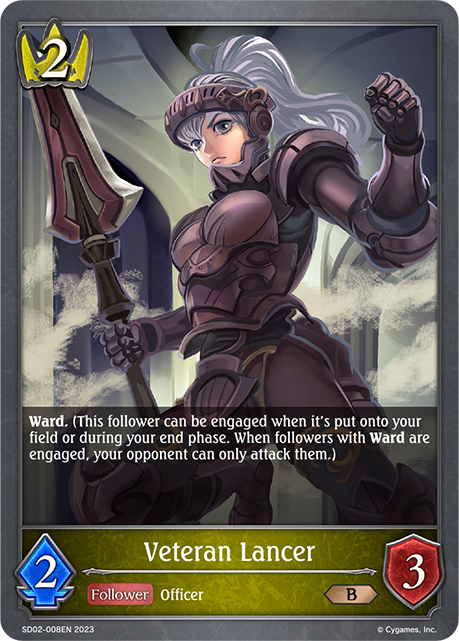 2
Ward. (This follower can be engaged when it's put onto your
field or during your end phase. When followers with Ward are
engaged, your opponent can only attack them.)
Veteran Lancer
2
Follower Officer
B
3
SD02-008EN 2023
© Cygames, Inc.